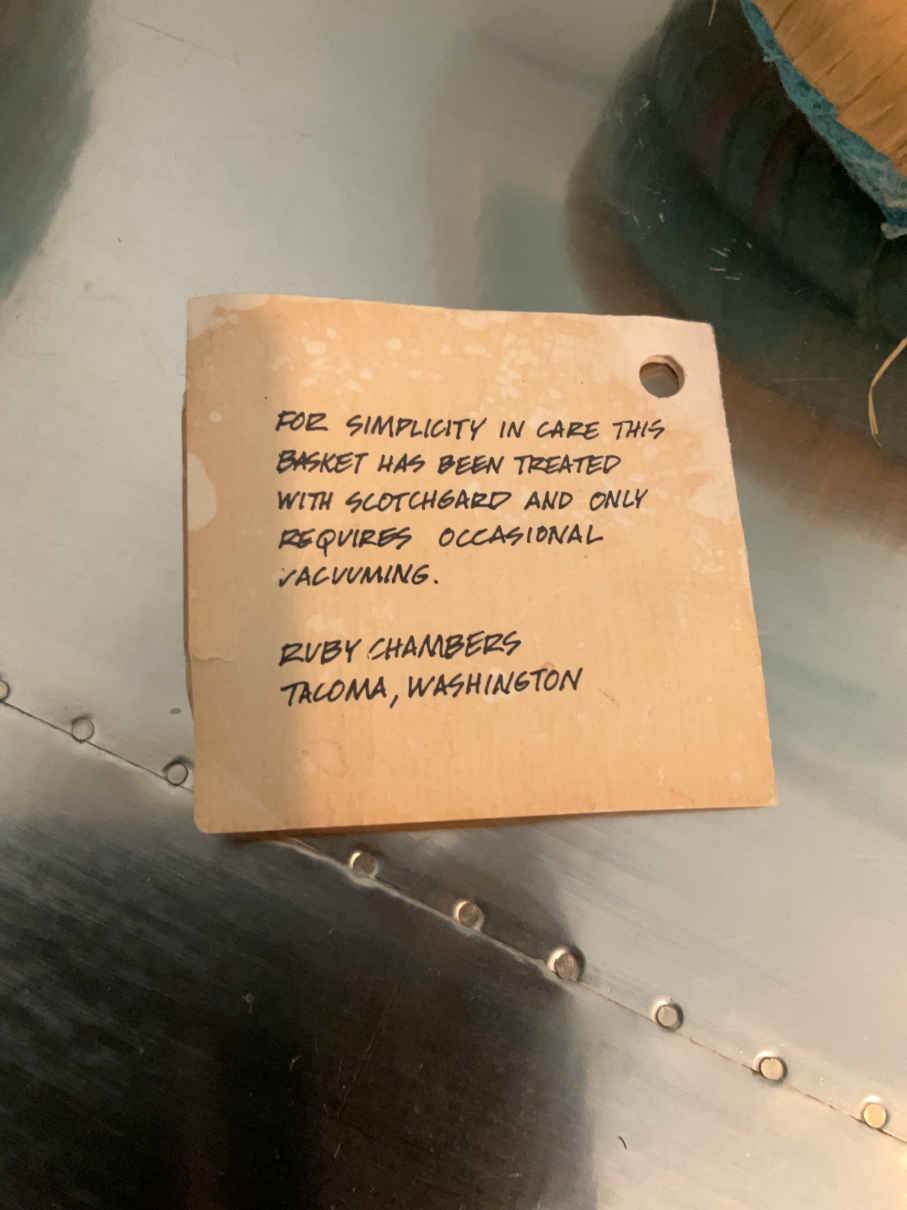 FOR SIMPLICITY IN CARE THIS
BASKET HAS BEEN TREATED
WITH SCOTCHGARD AND ONLY
REQUIRES OCCASIONAL
VACUUMING.
RUBY CHAMBERS
TACOMA, WASHINGTON